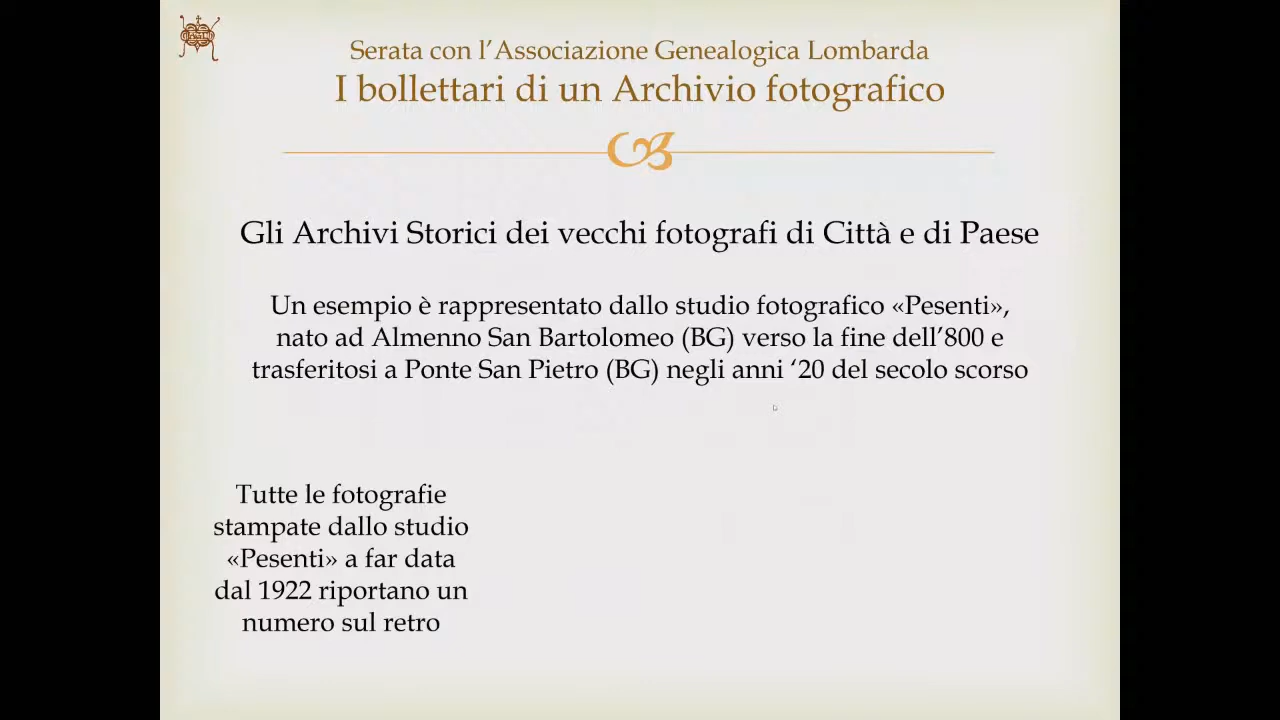 Serata con l’Associazione Genealogica Lombarda
I bollettari di un Archivio fotografico
Gli Archivi Storici dei vecchi fotografi di Città e di Paese
Un esempio è rappresentato dallo studio fotografico «Pesenti»,
nato ad Almenno San Bartolomeo (BG) verso la fine dell’800 e
trasferitosi a Ponte San Pietro (BG) negli anni ‘20 del secolo scorso
Tutte le fotografie
stampate dallo studio
«Pesenti» a far data
dal 1922 riportano un
numero sul retro